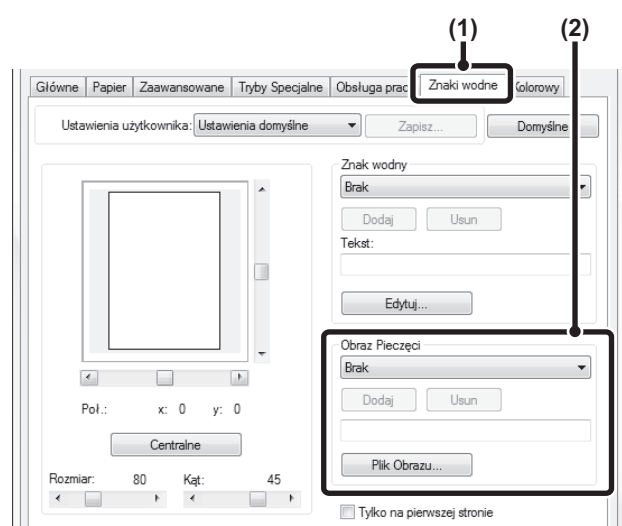 (1) (2)
Główne Papier Zaawansowane Tryby Specjalne Obsługa prac Znaki wodne Kolorowy
Ustawienia użytkownika: Ustawienia domyślne Zapisz... Domyślne
Znak wodny
Brak
Dodaj Usun
Tekst:
Edytuj...
Obraz Pieczęci
Brak
Dodaj Usun
Plik Obrazu...
Poł.: x: 0 y: 0
Centralne
Rozmiar: 80 Kąt: 45
Tylko na pierwszej stronie